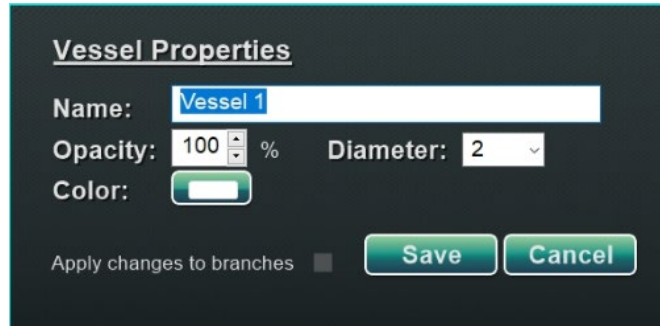 Vessel Properties
Name: Vessel 1
Opacity: 100 % Diameter: 2
Color:
Apply changes to branches Save Cancel